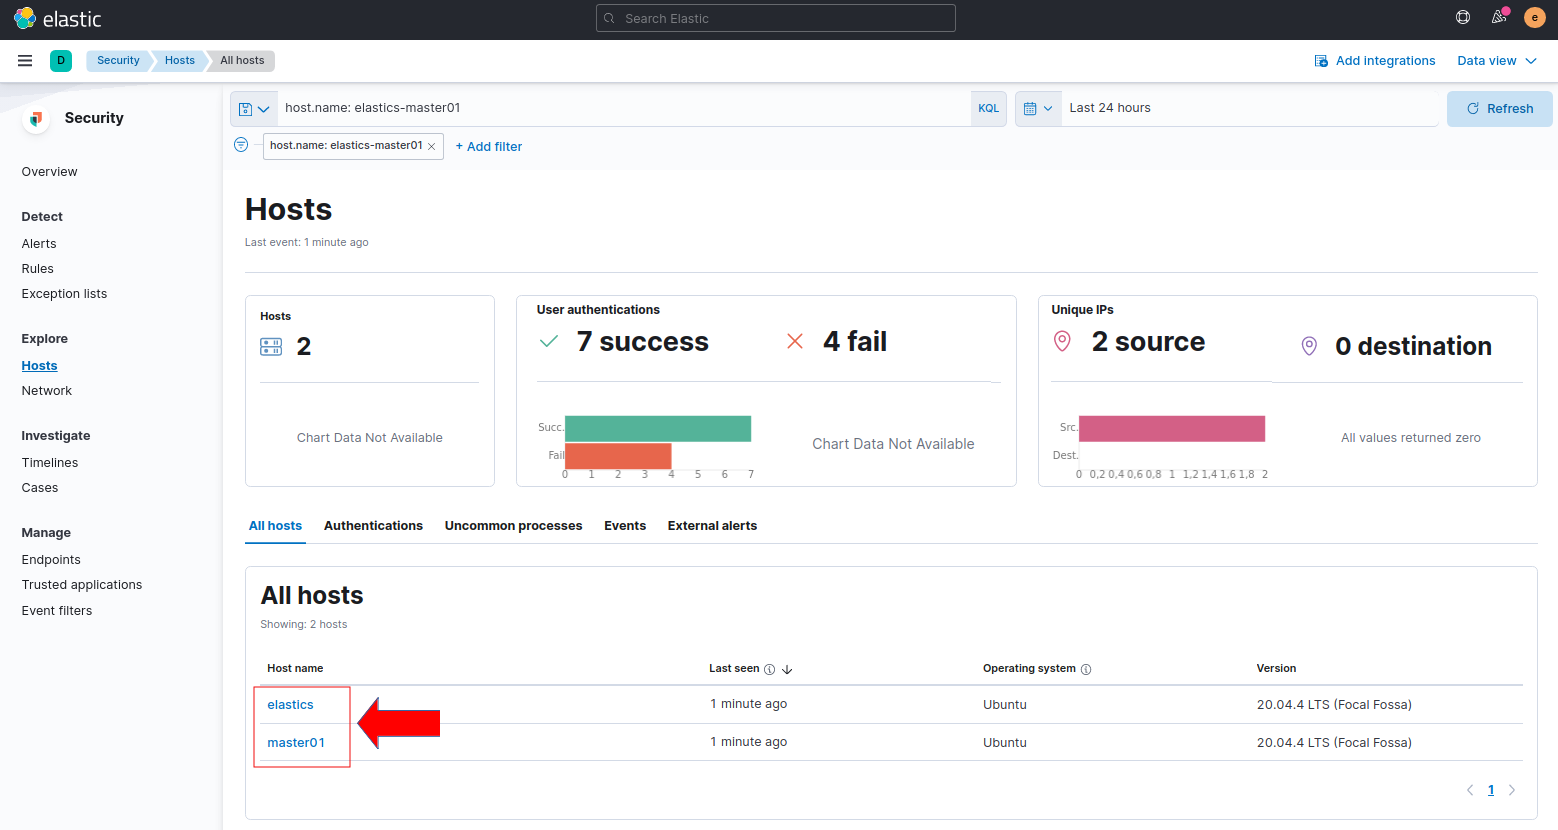 elastic
Search Elastic
e
D
Security
Hosts
All hosts
Add integrations
Data view
Security
Overview
Detect
Alerts
Rules
Exception lists
Explore
Hosts
Network
Investigate
Timelines
Cases
Manage
Endpoints
Trusted applications
Event filters
host.name: elastics-master01
KQL
Last 24 hours
Refresh
host.name: elastics-master01
+ Add filter
Hosts
Last event: 1 minute ago
Hosts
2
Chart Data Not Available
User authentications
7 success
4 fail
Succ.
Fail
0 1 2 3 4 5 6 7
Chart Data Not Available
Unique IPs
2 source
0 destination
Src.
Dest.
0 0,2 0,4 0,6 0,8 1 1,2 1,4 1,6 1,8 2
All values returned zero
All hosts
Authentications
Uncommon processes
Events
External alerts
All hosts
Showing: 2 hosts
Host name Last seen Operating system Version
elastics 1 minute ago Ubuntu 20.04.4 LTS (Focal Fossa)
master01 1 minute ago Ubuntu 20.04.4 LTS (Focal Fossa)
1